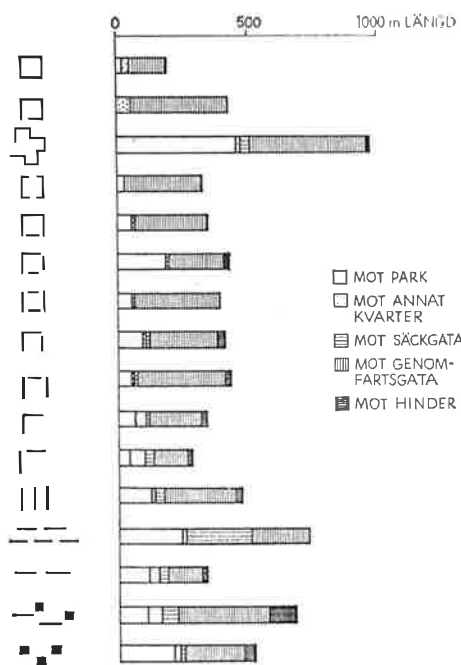 0 500 1000 m LÄNGD
MOT PARK
MOT ANNAT
KVARTER
MOT SÄCKGATA
MOT GENOM-
FARTSGATA
MOT HINDER